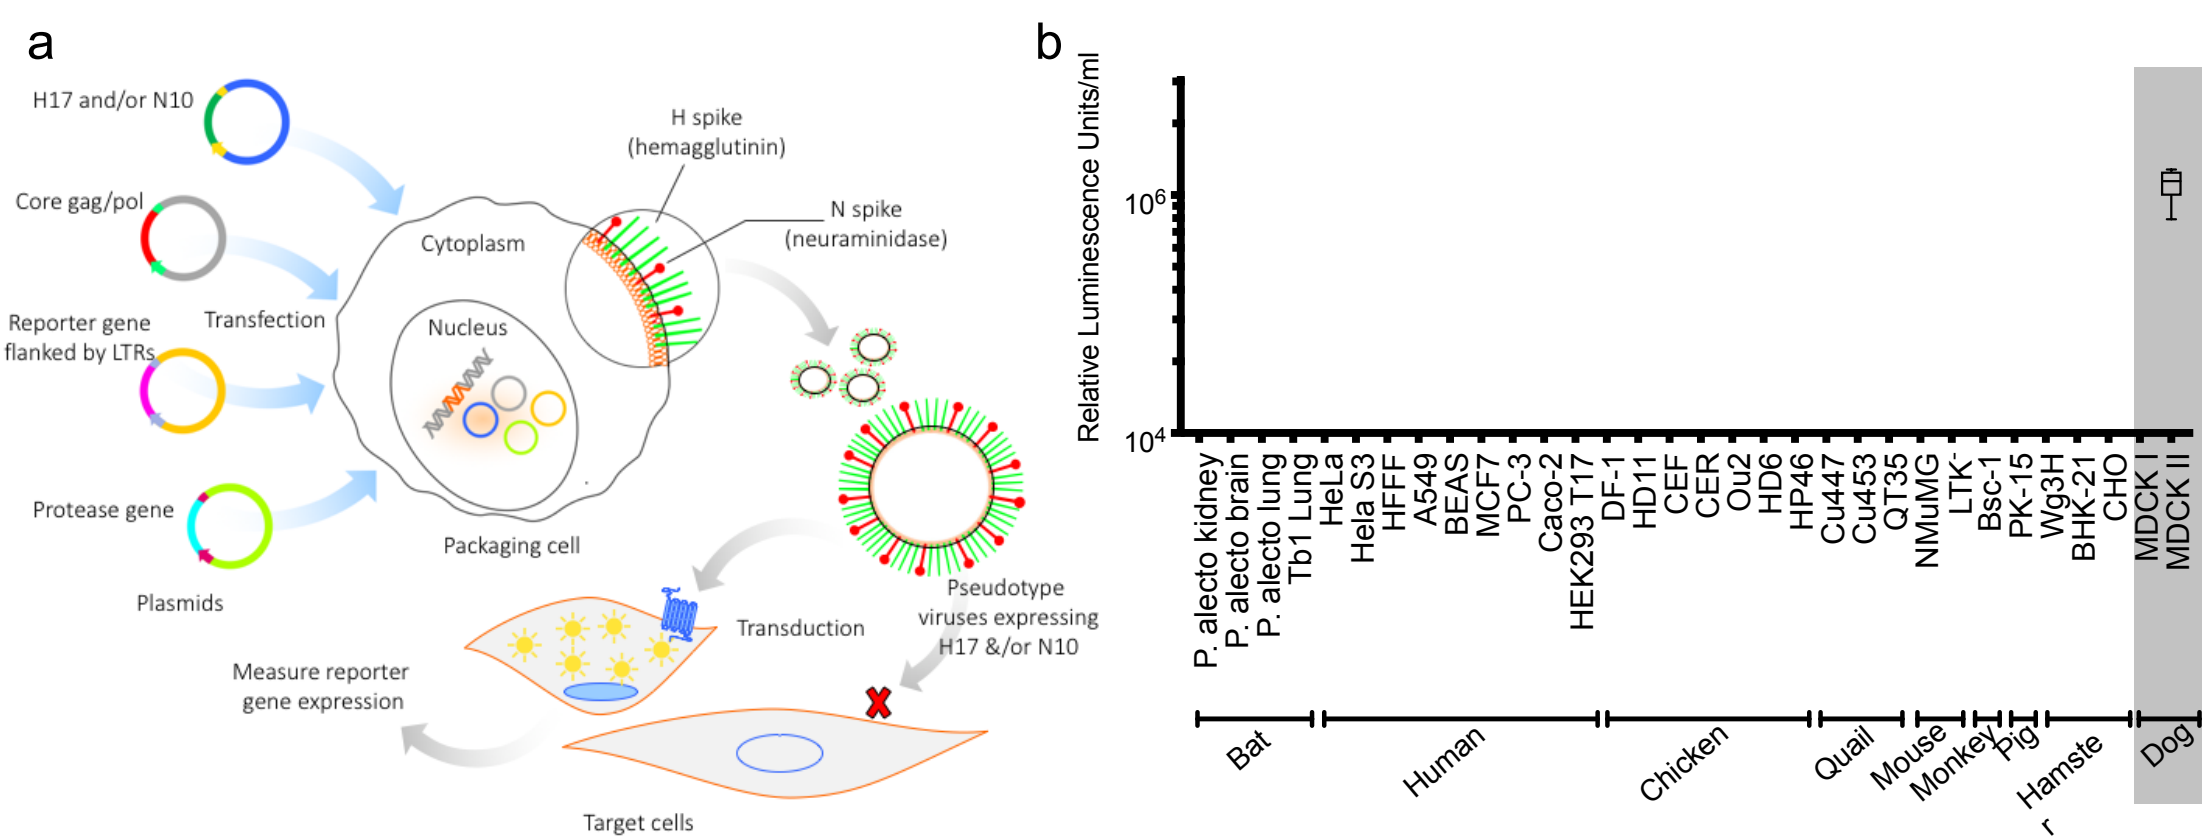 a
H17 and/or N10
Core gag/pol
Reporter gene
flanked by LTRs
Transfection
Protease gene
Plasmids
Cytoplasm
Nucleus
Packaging cell
H spike
(hemagglutinin)
N spike
(neuraminidase)
Pseudotype
viruses expressing
H17 &/or N10
Transduction
Measure reporter
gene expression
X
Target cells
b
Relative Luminescence Units/ml
10⁶
10⁴
P. alecto kidney
P. alecto brain
P. alecto lung
Tb1 Lung
HeLa
Hela S3
HFFF
A549
BEAS
MCF7
PC-3
Caco-2
HEK293 T17
DF-1
HD11
CEF
CER
Ou2
HD6
HP46
Cu447
Cu453
QT35
NMuMG
LTK⁻
Bsc-1
PK-15
Wg3H
BHK-21
CHO
MDCK I
MDCK II
Bat
Human
Chicken
Quail
Mouse
Monkey
Pig
Hamste
r
Dog